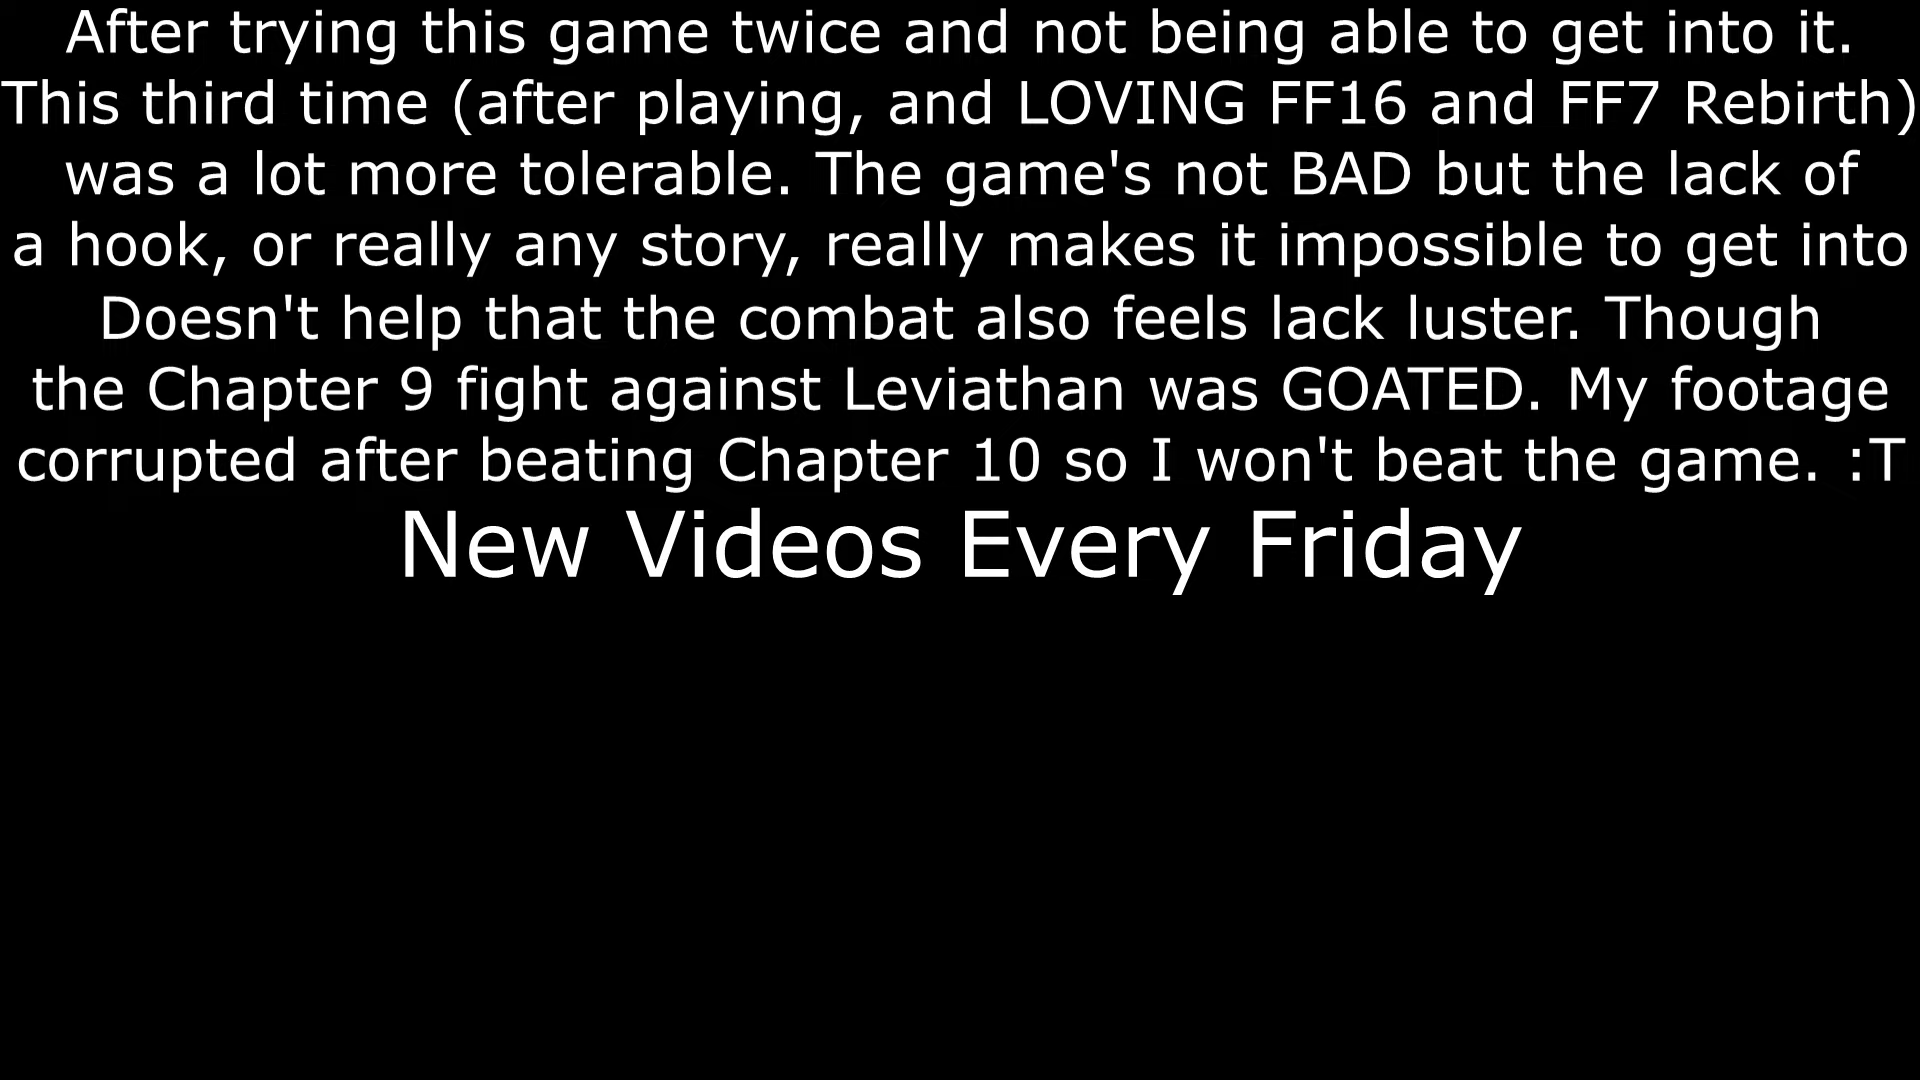 After trying this game twice and not being able to get into it.
This third time (after playing, and LOVING FF16 and FF7 Rebirth)
was a lot more tolerable. The game's not BAD but the lack of
a hook, or really any story, really makes it impossible to get into
Doesn't help that the combat also feels lack luster. Though
the Chapter 9 fight against Leviathan was GOATED. My footage
corrupted after beating Chapter 10 so I won't beat the game. :T
New Videos Every Friday